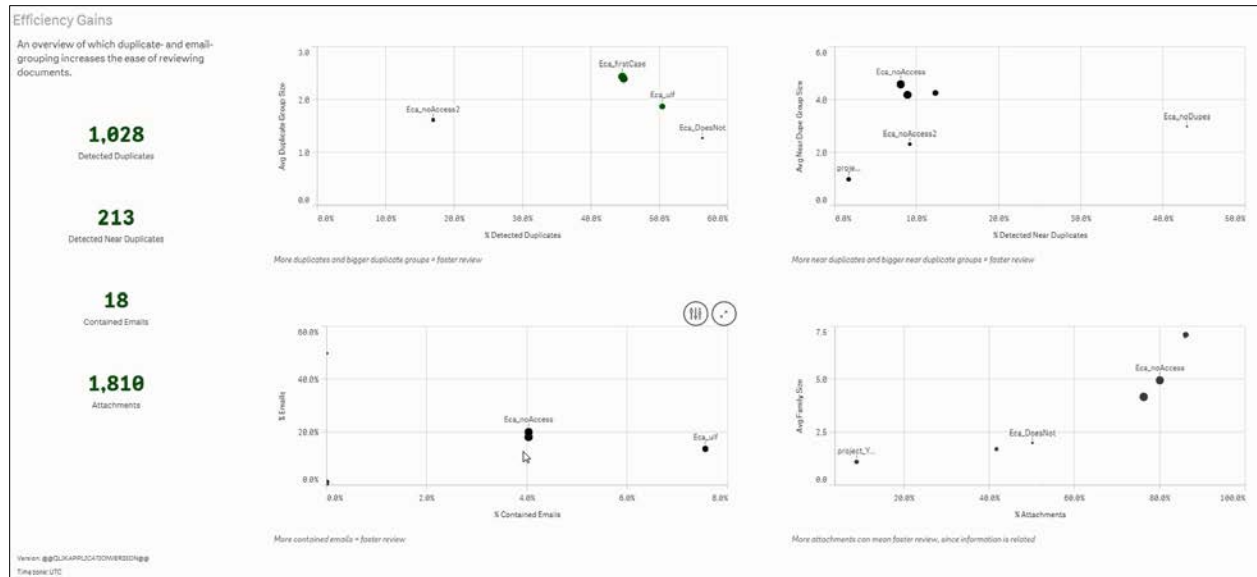 Efficiency Gains
An overview of which duplicate- and email-
grouping increases the ease of reviewing
documents.
1,028
Detected Duplicates
213
Detected Near Duplicates
18
Contained Emails
1,810
Attachments
Version: @@QLIKAPPLICATIONVERSION@@
Time zone: UTC
Avg Duplicate Group Size
3.0
2.0
1.0
0.0
Eca_firstCase
Eca_noAccess2
Eca_ulf
Eca_DoesNot
0.0% 10.0% 20.0% 30.0% 40.0% 50.0% 60.0%
% Detected Duplicates
More duplicates and bigger duplicate groups = faster review
Avg Near Dupe Group Size
6.0
4.0
2.0
0.0
Eca_noAccess
Eca_noDupes
Eca_noAccess2
proje...
0.0% 10.0% 20.0% 30.0% 40.0% 50.0%
% Detected Near Duplicates
More near duplicates and bigger near duplicate groups = faster review
% Emails
60.0%
40.0%
20.0%
0.0%
Eca_noAccess
Eca_ulf
0.0% 2.0% 4.0% 6.0% 8.0%
% Contained Emails
More contained emails = faster review
Avg Family Size
7.5
5.0
2.5
0.0
Eca_noAccess
Eca_DoesNot
project_Y...
20.0% 40.0% 60.0% 80.0% 100.0%
% Attachments
More attachments can mean faster review, since information is related